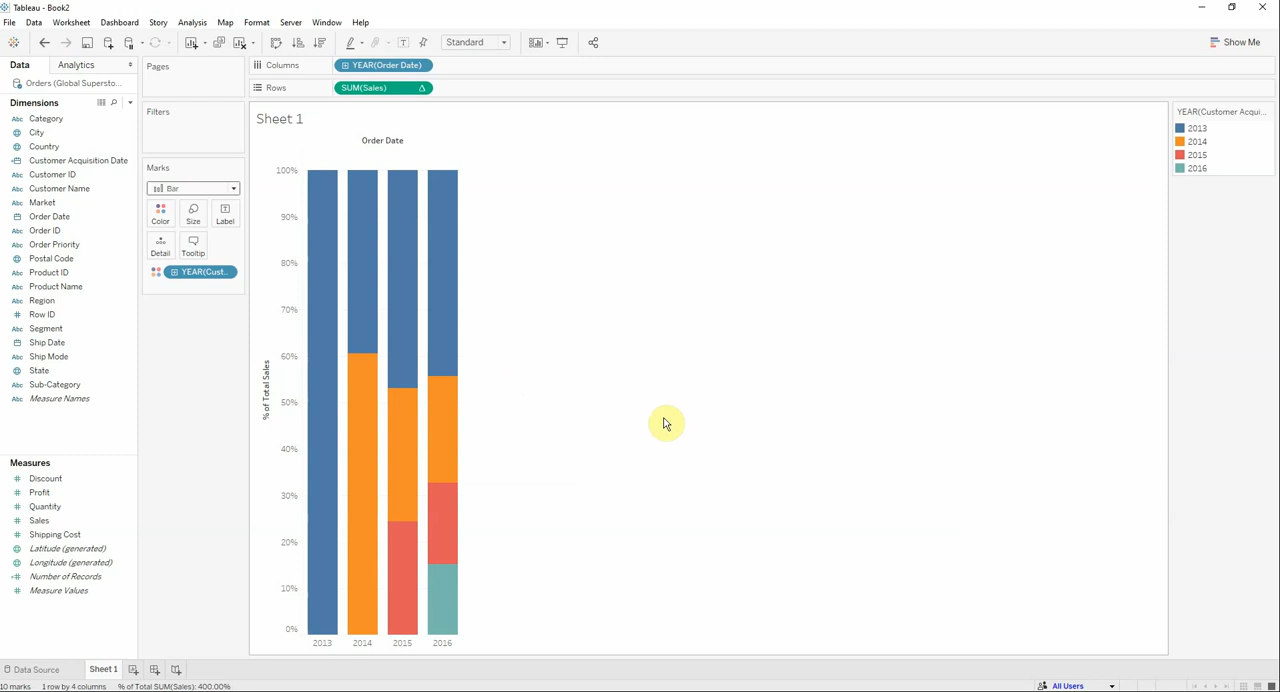 Tableau - Book2
File Data Worksheet Dashboard Story Analysis Map Format Server Window Help
Standard
Show Me
Data Analytics
Orders (Global Supersto...
Dimensions
Category
City
Country
Customer Acquisition Date
Customer ID
Customer Name
Market
Order Date
Order ID
Order Priority
Postal Code
Product ID
Product Name
Region
Row ID
Segment
Ship Date
Ship Mode
State
Sub-Category
Measure Names
Measures
Discount
Profit
Quantity
Sales
Shipping Cost
Latitude (generated)
Longitude (generated)
Number of Records
Measure Values
Pages
Filters
Marks
Bar
Color Size Label
Detail Tooltip
YEAR(Cust..
Columns YEAR(Order Date)
Rows SUM(Sales)
Sheet 1
Order Date
100%
90%
80%
70%
60%
50%
40%
30%
20%
10%
0%
% of Total Sales
2013 2014 2015 2016
YEAR(Customer Acqui...
2013
2014
2015
2016
Data Source Sheet 1
10 marks 1 row by 4 columns % of Total SUM(Sales): 400.00%
All Users